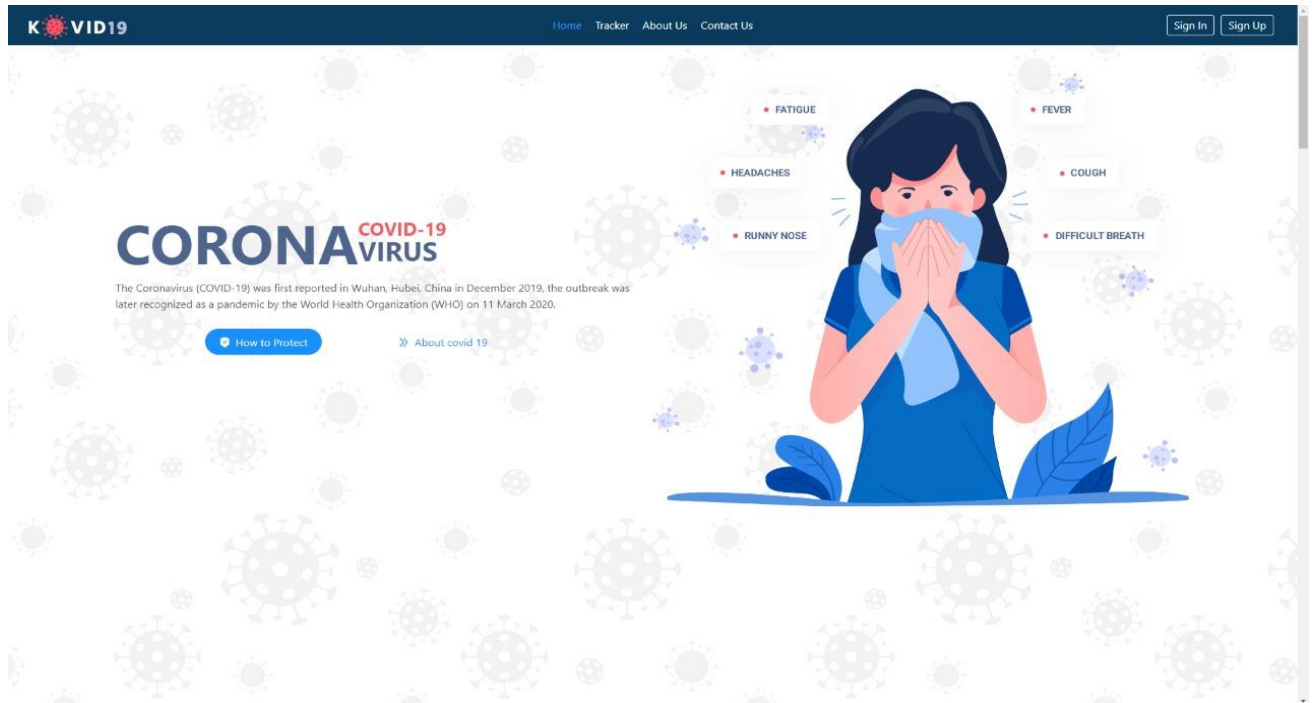 K VID19
Home Tracker About Us Contact Us
Sign In Sign Up
CORONA COVID-19
VIRUS
The Coronavirus (COVID-19) was first reported in Wuhan, Hubei, China in December 2019, the outbreak was
later recognized as a pandemic by the World Health Organization (WHO) on 11 March 2020.
How to Protect
About covid 19
FATIGUE
FEVER
HEADACHES
COUGH
RUNNY NOSE
DIFFICULT BREATH